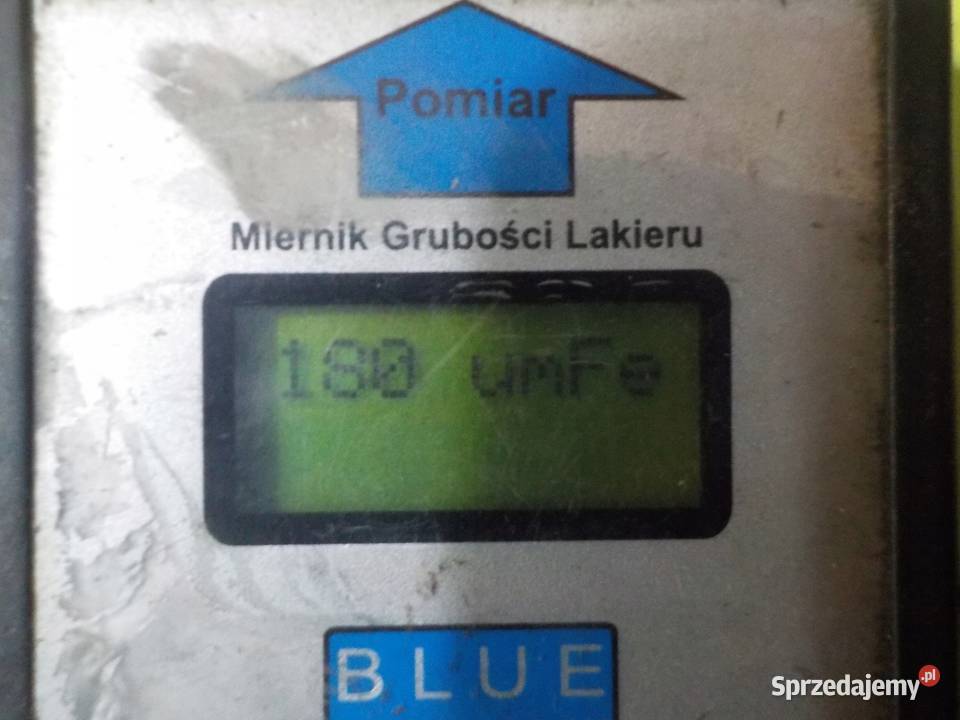 Pomiar
Miernik Grubości Lakieru
180 umFe
BLUE
Sprzedajemy.pl